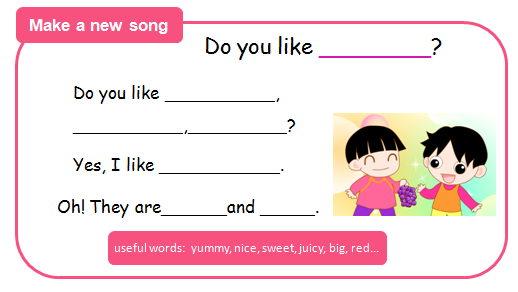 Make a new song
Do you like __________?
Do you like ___________,
___________,__________?
Yes, I like ____________.
Oh! They are_______and ______.
useful words: yummy, nice, sweet, juicy, big, red...